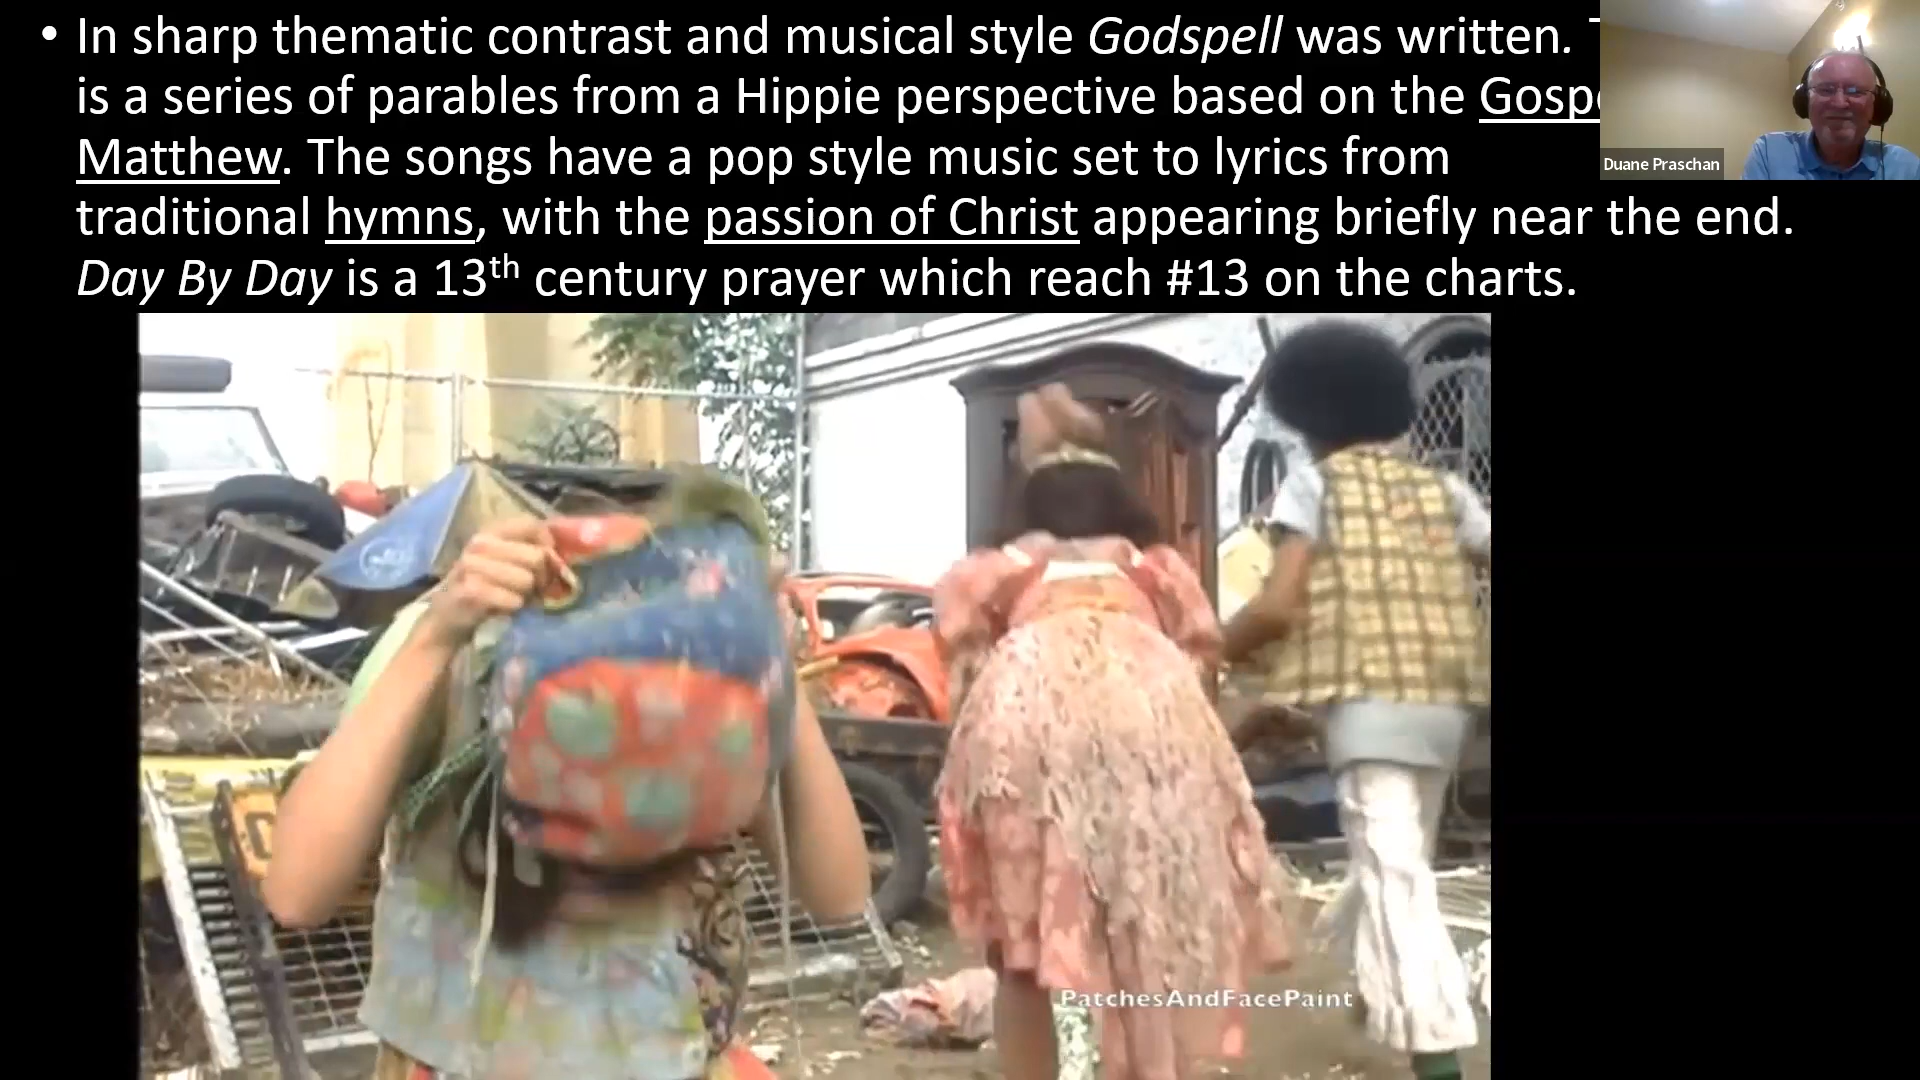 • In sharp thematic contrast and musical style Godspell was written.
is a series of parables from a Hippie perspective based on the
Matthew. The songs have a pop style music set to lyrics from
traditional hymns, with the passion of Christ appearing briefly near the end.
Day By Day is a 13th century prayer which reach #13 on the charts.
Duane Praschan
PatchesAndFacePaint